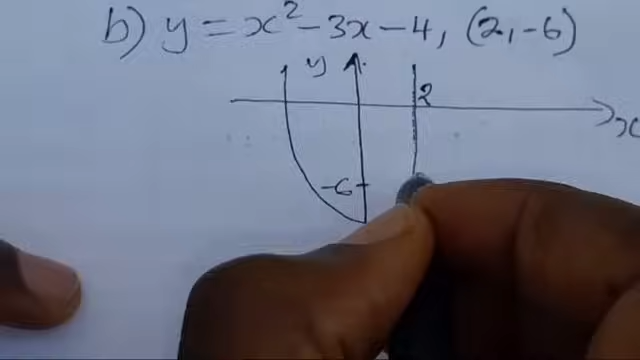 b) y = x² - 3x - 4, (2, -6)
y
2
x
-6